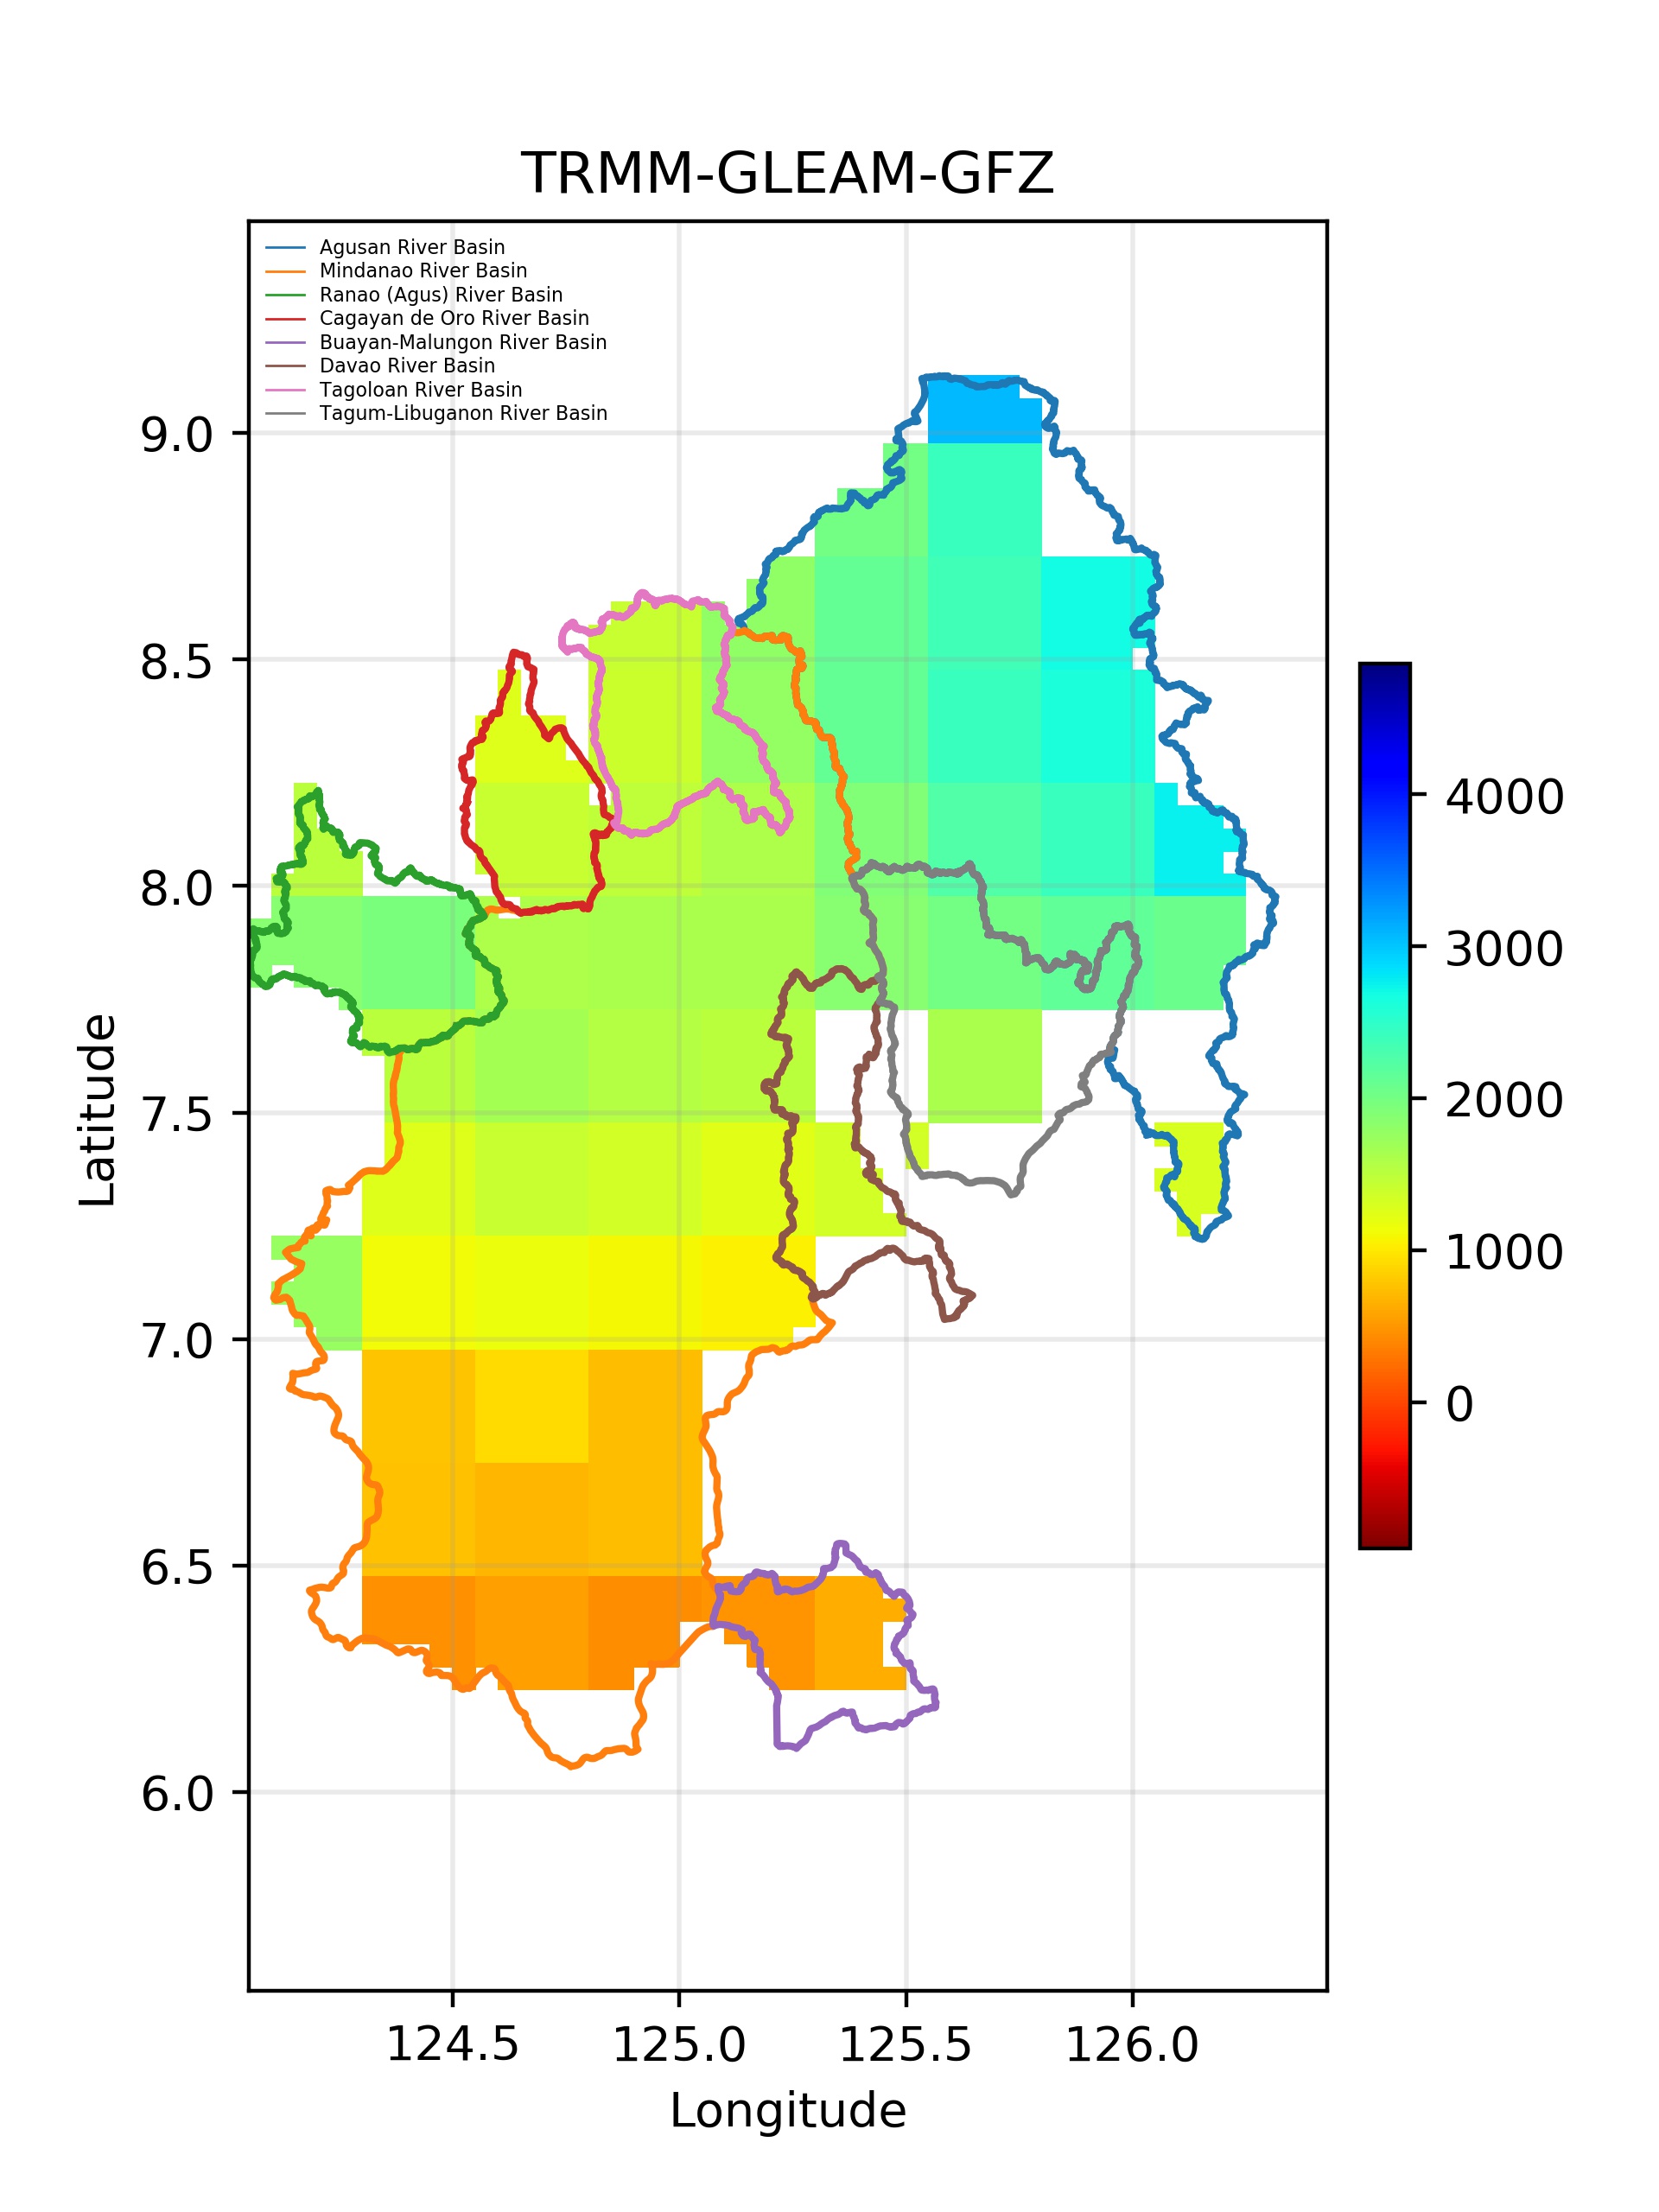 TRMM-GLEAM-GFZ
Agusan River Basin
Mindanao River Basin
Ranao (Agus) River Basin
Cagayan de Oro River Basin
Buayan-Malungon River Basin
Davao River Basin
Tagoloan River Basin
Tagum-Libuganon River Basin
9.0
8.5
8.0
7.5
7.0
6.5
6.0
Latitude
4000
3000
2000
1000
0
124.5 125.0 125.5 126.0
Longitude